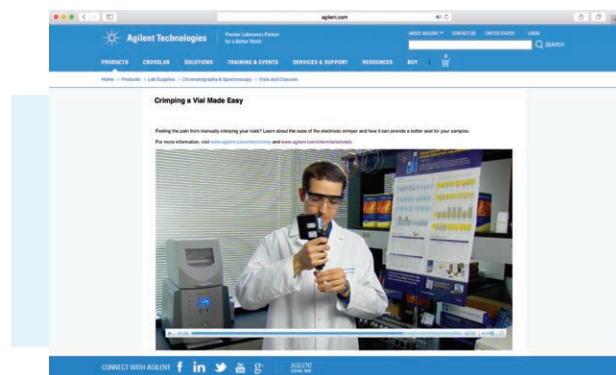 agilent.com
Agilent Technologies
Premier Laboratory Partner
for a Better World
ABOUT AGILENT CONTACT US UNITED STATES LOGIN
SEARCH
PRODUCTS CROSSLAB SOLUTIONS TRAINING & EVENTS SERVICES & SUPPORT RESOURCES BUY
Home > Products > Lab Supplies > Chromatography & Spectroscopy > Vials and Closures
Crimping a Vial Made Easy
Feeling the pain from manually crimping your vials? Learn about the ease of the electronic crimper and how it can provide a better seal for your samples.
For more information, visit and
CONNECT WITH AGILENT
AGILENT